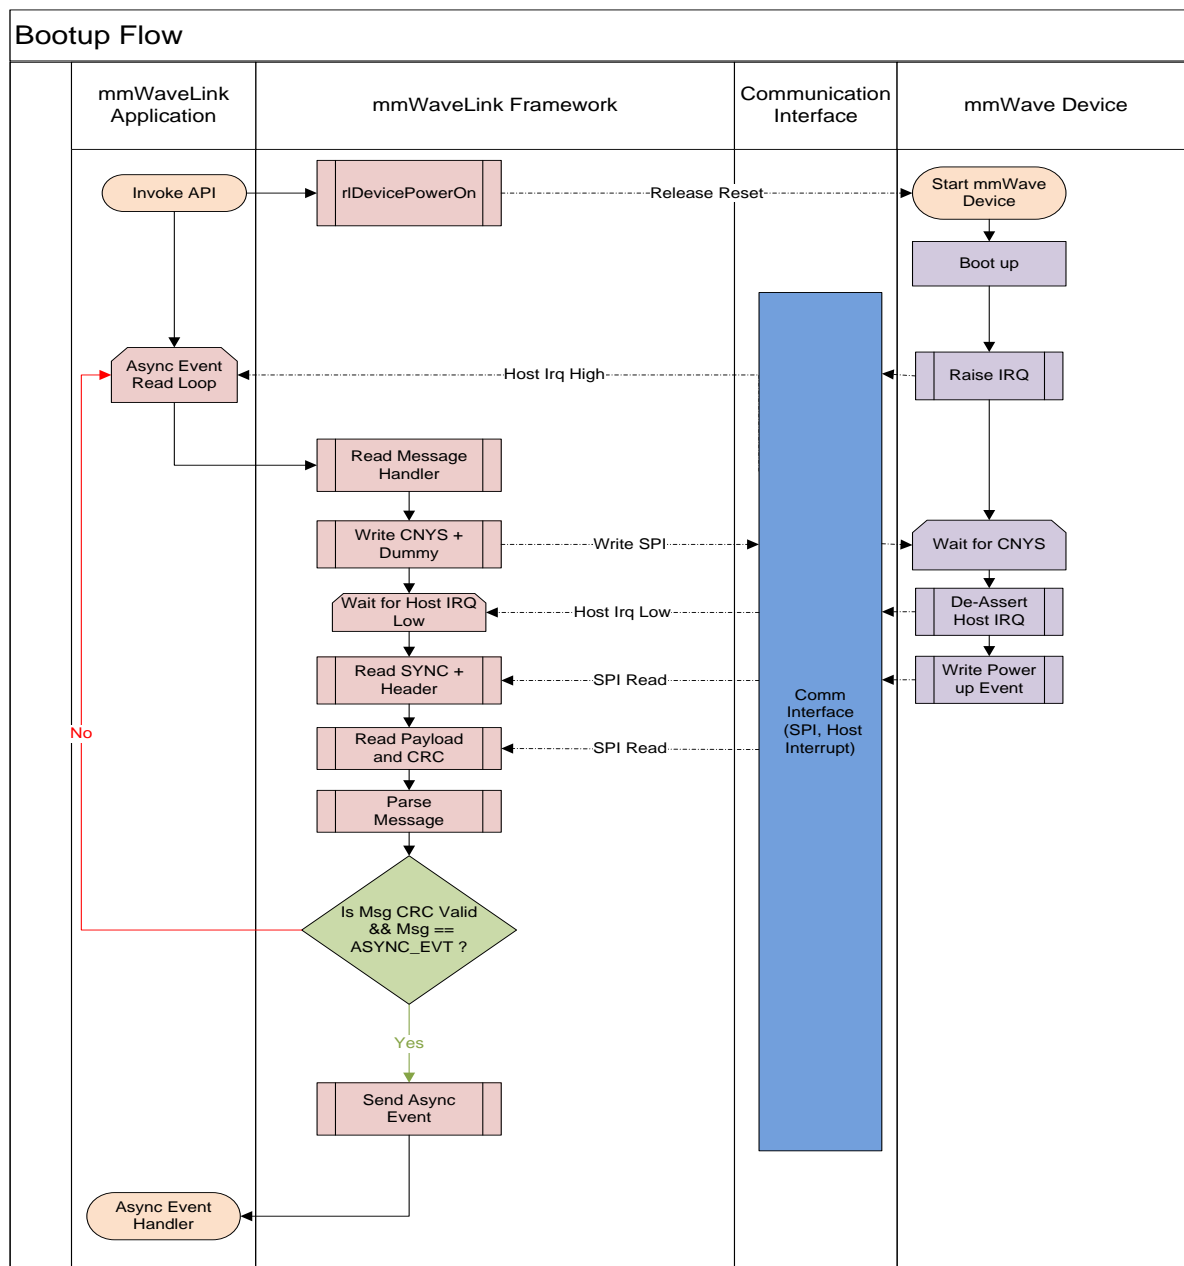 Bootup Flow
mmWaveLink
Application
mmWaveLink Framework
Communication
Interface
mmWave Device
Invoke API
rlDevicePowerOn
Release Reset
Start mmWave
Device
Boot up
Async Event
Read Loop
Host Irq High
Raise IRQ
Read Message
Handler
Write CNYS +
Dummy
Write SPI
Wait for CNYS
Wait for Host IRQ
Low
Host Irq Low
De-Assert
Host IRQ
Read SYNC +
Header
SPI Read
Write Power
up Event
No
Read Payload
and CRC
SPI Read
Comm
Interface
(SPI, Host
Interrupt)
Parse
Message
Is Msg CRC Valid
&& Msg ==
ASYNC_EVT ?
Yes
Send Async
Event
Async Event
Handler